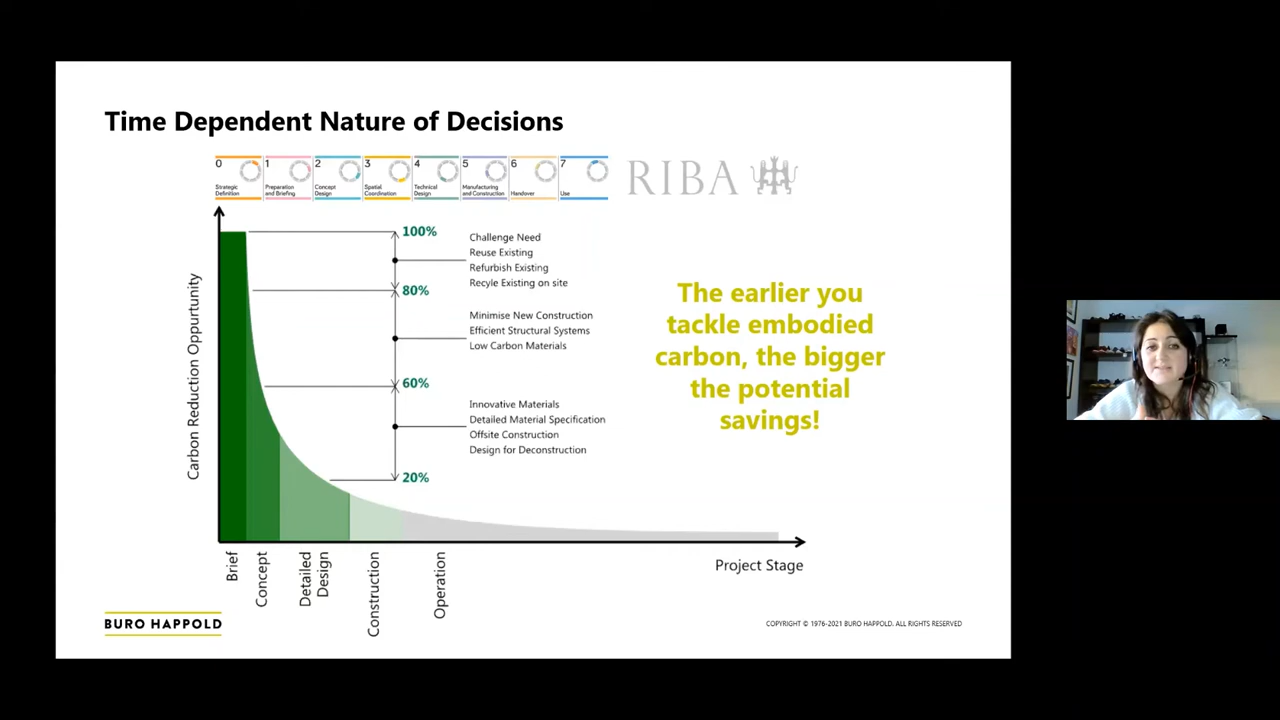 Time Dependent Nature of Decisions
0 1 2 3 4 5 6 7
Strategic Definition
Preparation and Briefing
Concept Design
Spatial Coordination
Technical Design
Manufacturing and Construction
Handover
Use
RIBA
Carbon Reduction Oppurtunity
100%
80%
60%
20%
Challenge Need
Reuse Existing
Refurbish Existing
Recyle Existing on site
Minimise New Construction
Efficient Structural Systems
Low Carbon Materials
Innovative Materials
Detailed Material Specification
Offsite Construction
Design for Deconstruction
The earlier you
tackle embodied
carbon, the bigger
the potential
savings!
Brief
Concept
Detailed
Design
Construction
Operation
Project Stage
BURO HAPPOLD
COPYRIGHT © 1976-2021 BURO HAPPOLD. ALL RIGHTS RESERVED